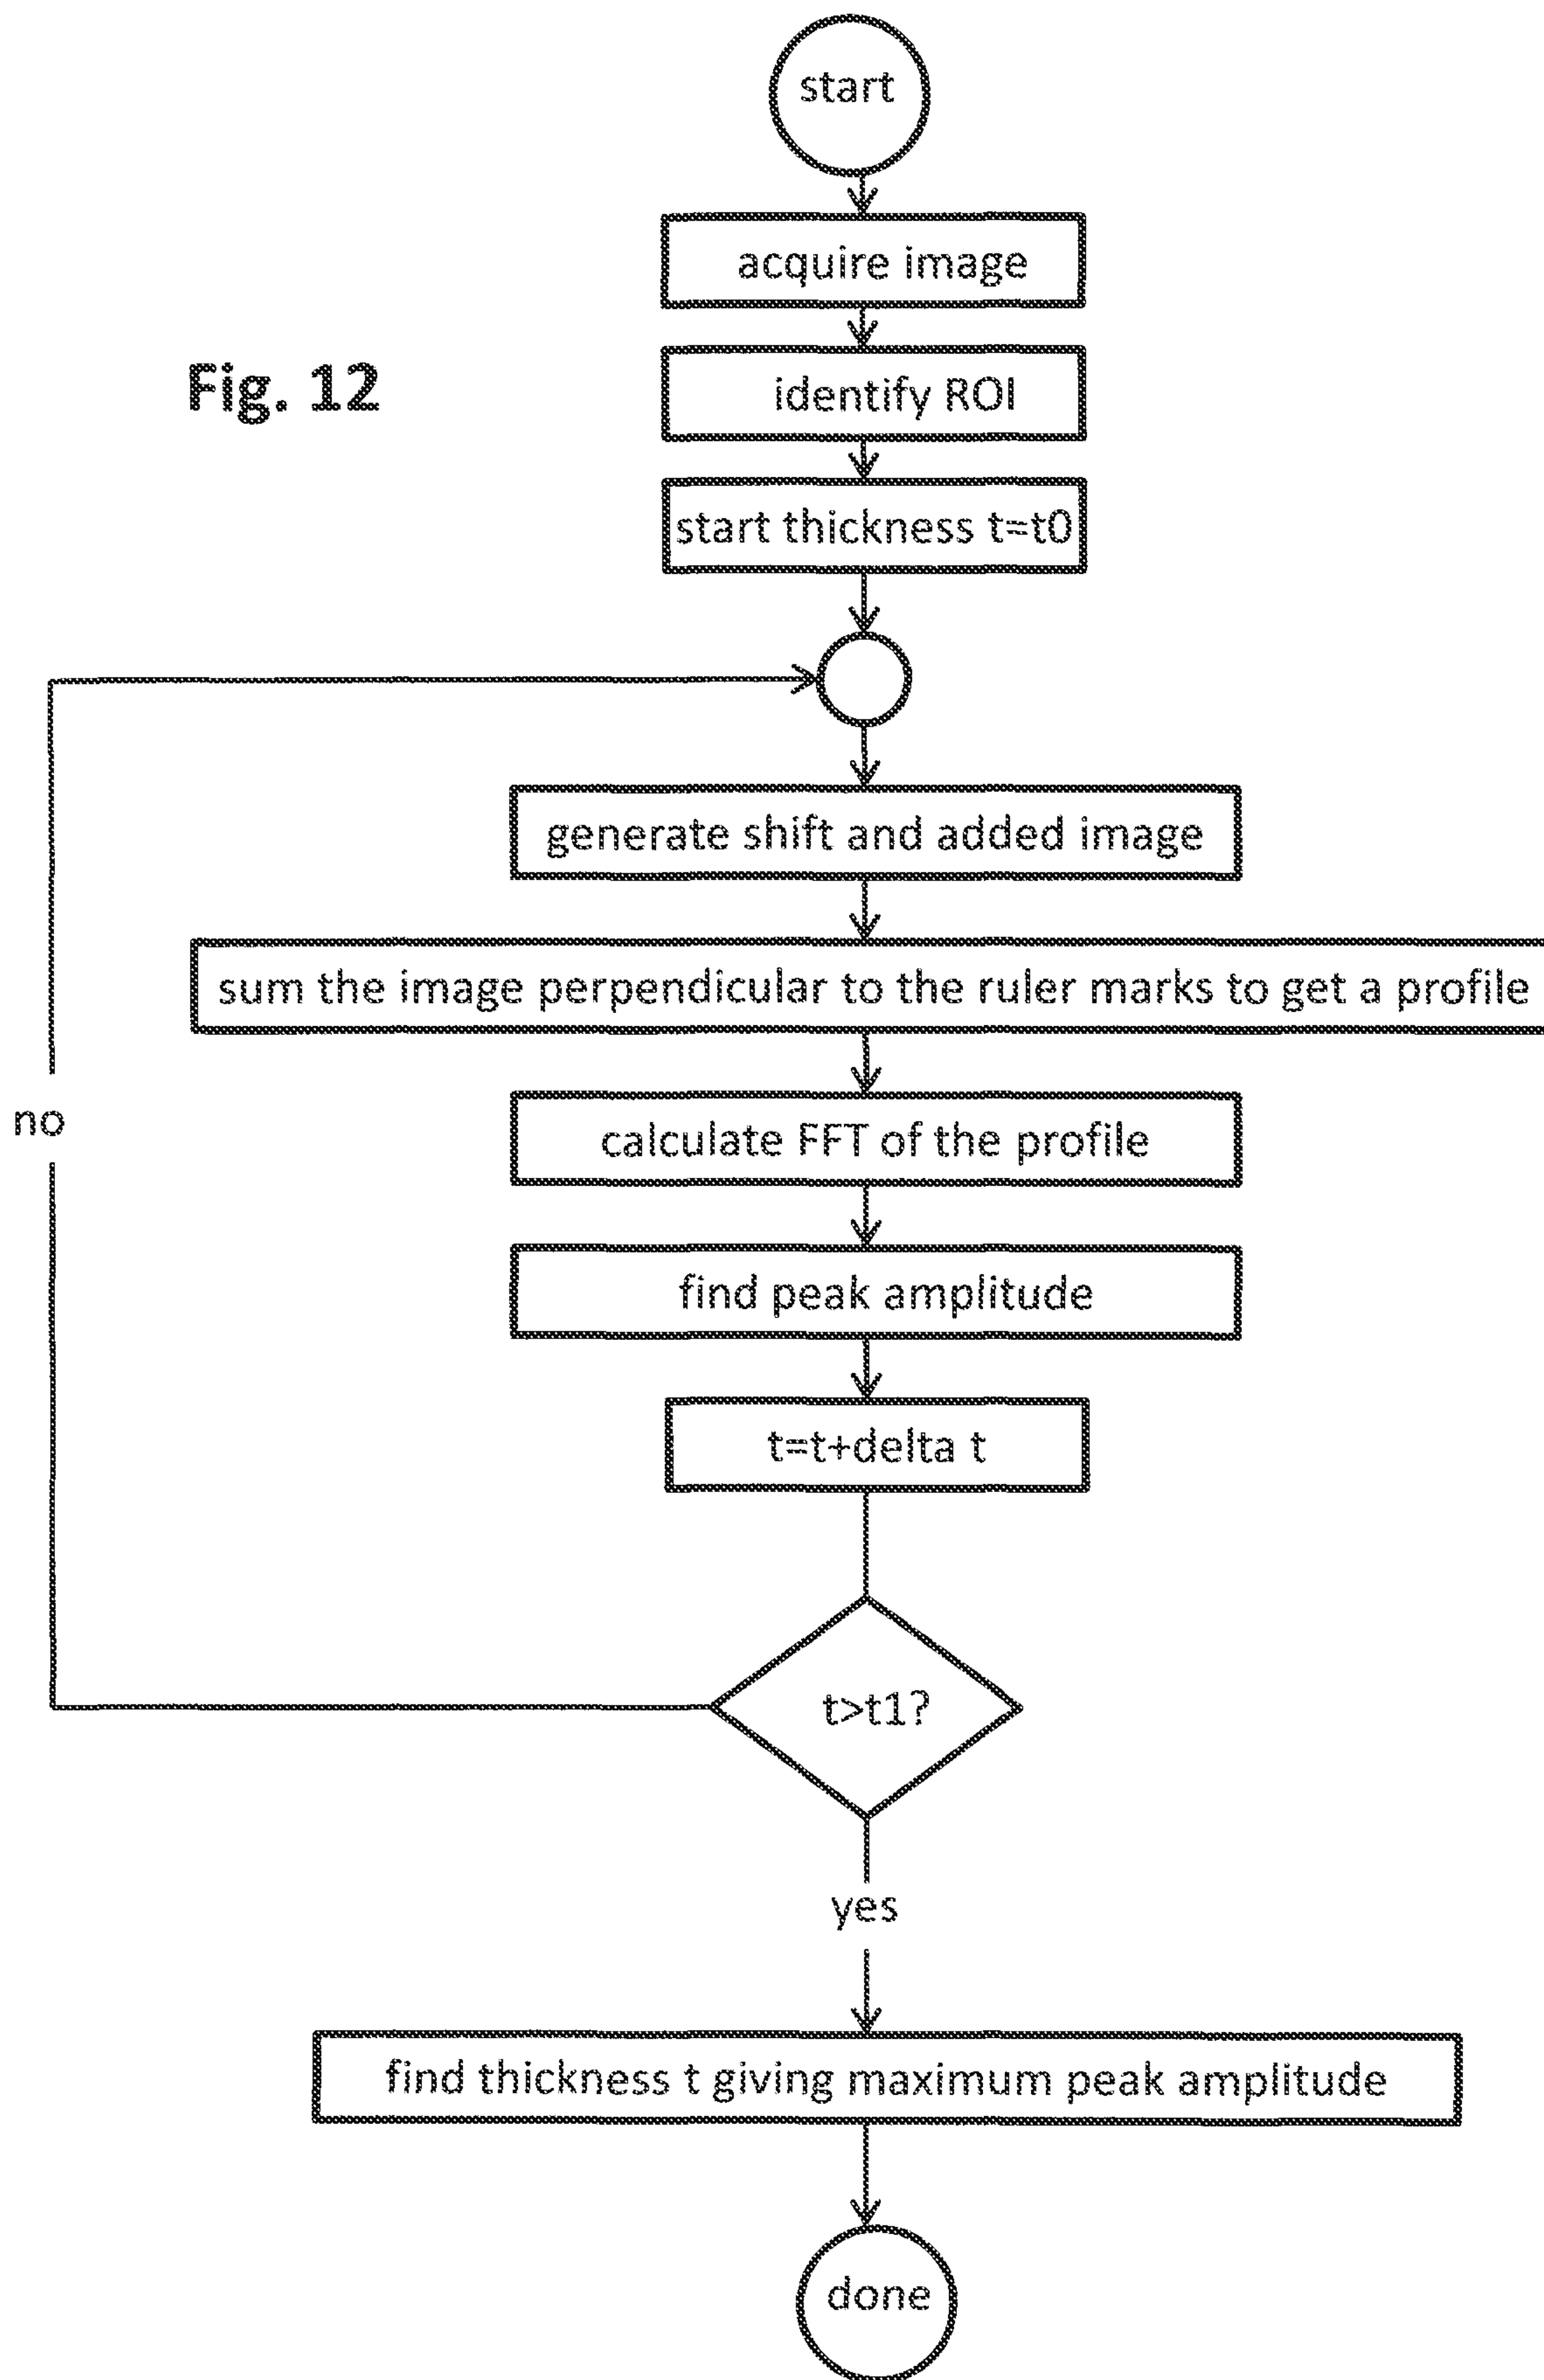 start
acquire image
Fig. 12
identify ROI
start thickness t=t0
generate shift and added image
sum the image perpendicular to the ruler marks to get a profile
no
calculate FFT of the profile
find peak amplitude
t=t+delta t
t>t1?
yes
find thickness t giving maximum peak amplitude
done